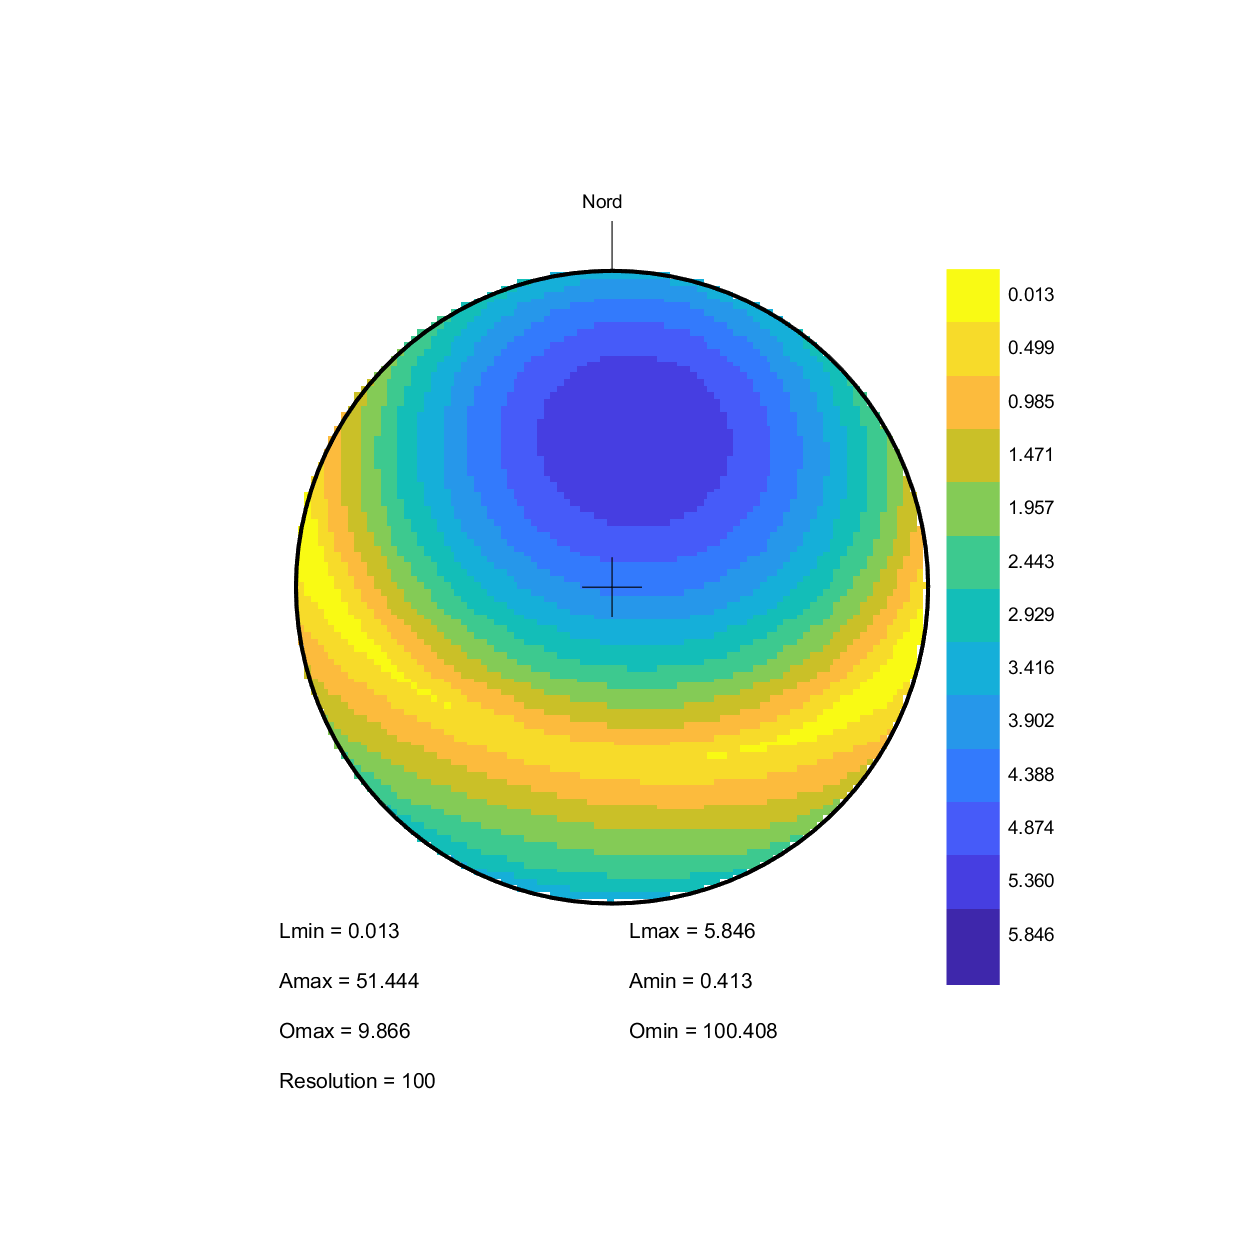 Nord
0.013
0.499
0.985
1.471
1.957
2.443
2.929
3.416
3.902
4.388
4.874
5.360
5.846
Lmin = 0.013
Lmax = 5.846
Amax = 51.444
Amin = 0.413
Omax = 9.866
Omin = 100.408
Resolution = 100